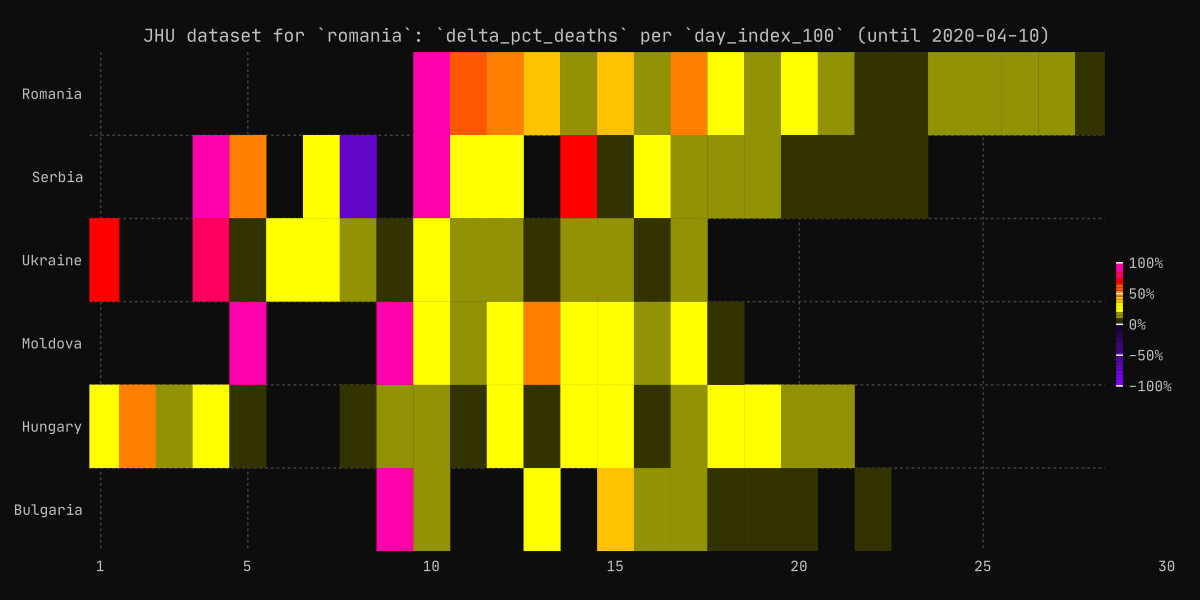 JHU dataset for `romania`: `delta_pct_deaths` per `day_index_100` (until 2020-04-10)
Romania
Serbia
Ukraine
Moldova
Hungary
Bulgaria
100%
50%
0%
-50%
-100%
1 5 10 15 20 25 30